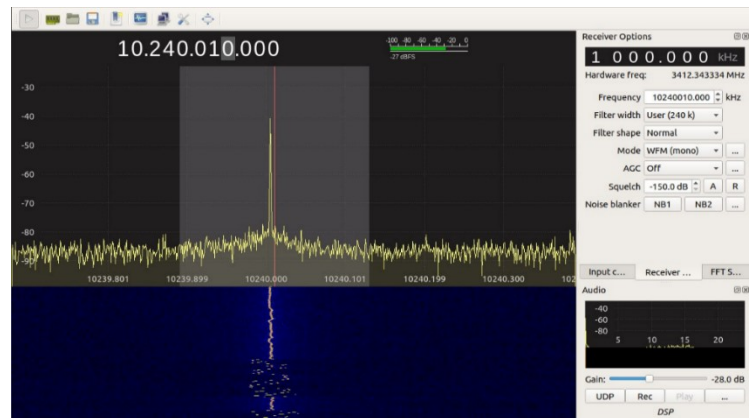 10.240.010.000
-100 -80 -60 -40 -20 0
-27 dBFS
-30
-40
-50
-60
-70
-80
-90
10239.801 10239.899 10240.000 10240.101 10240.199 10240.300 102
Receiver Options
1 000.000 kHz
Hardware freq: 3412.343334 MHz
Frequency 10240010.000 kHz
Filter width User (240 k)
Filter shape Normal
Mode WFM (mono) ...
AGC Off ...
Squelch -150.0 dB A R
Noise blanker NB1 NB2 ...
Input c... Receiver ... FFT S...
Audio
-40
-60
-80
5 10 15 20
Gain: -28.0 dB
UDP Rec Play ...
DSP